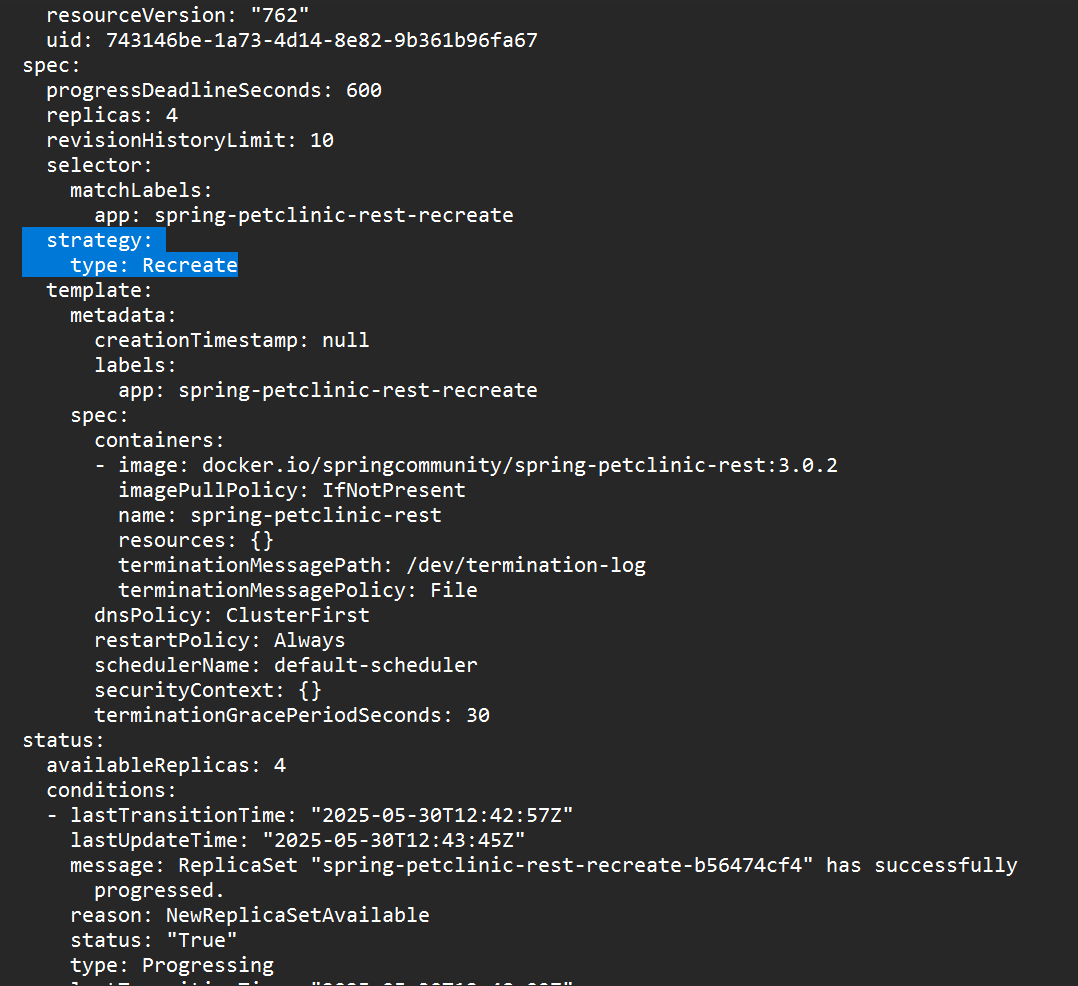 resourceVersion: "762"
uid: 743146be-1a73-4d14-8e82-9b361b96fa67
spec:
progressDeadlineSeconds: 600
replicas: 4
revisionHistoryLimit: 10
selector:
matchLabels:
app: spring-petclinic-rest-recreate
strategy:
type: Recreate
template:
metadata:
creationTimestamp: null
labels:
app: spring-petclinic-rest-recreate
spec:
containers:
- image: docker.io/springcommunity/spring-petclinic-rest:3.0.2
imagePullPolicy: IfNotPresent
name: spring-petclinic-rest
resources: {}
terminationMessagePath: /dev/termination-log
terminationMessagePolicy: File
dnsPolicy: ClusterFirst
restartPolicy: Always
schedulerName: default-scheduler
securityContext: {}
terminationGracePeriodSeconds: 30
status:
availableReplicas: 4
conditions:
- lastTransitionTime: "2025-05-30T12:42:57Z"
lastUpdateTime: "2025-05-30T12:43:45Z"
message: ReplicaSet "spring-petclinic-rest-recreate-b56474cf4" has successfully
progressed.
reason: NewReplicaSetAvailable
status: "True"
type: Progressing